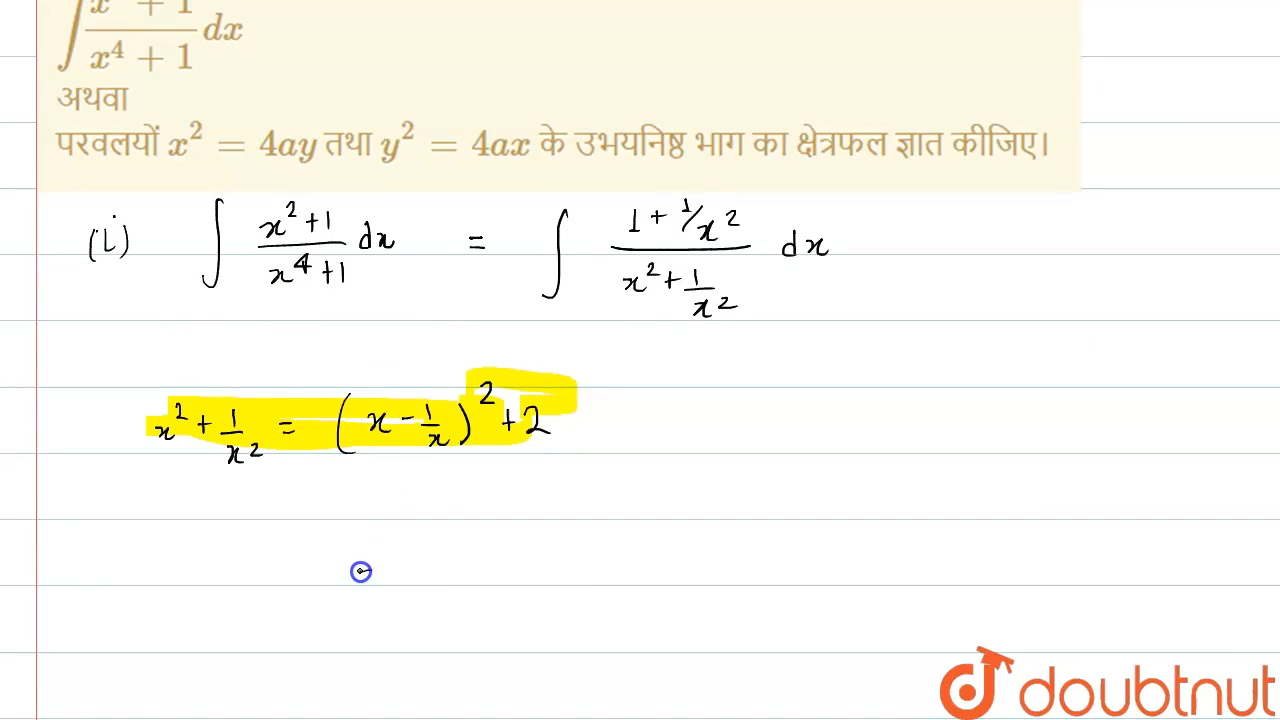 ∫ x² + 1 / x⁴ + 1 dx
अथवा
परवलयों x² = 4ay तथा y² = 4ax के उभयनिष्ठ भाग का क्षेत्रफल ज्ञात कीजिए।
(i) ∫ x²+1 / x⁴+1 dx = ∫ 1+1/x² / x²+1/x² dx
x²+1/x² = (x-1/x)²+2
doubtnut